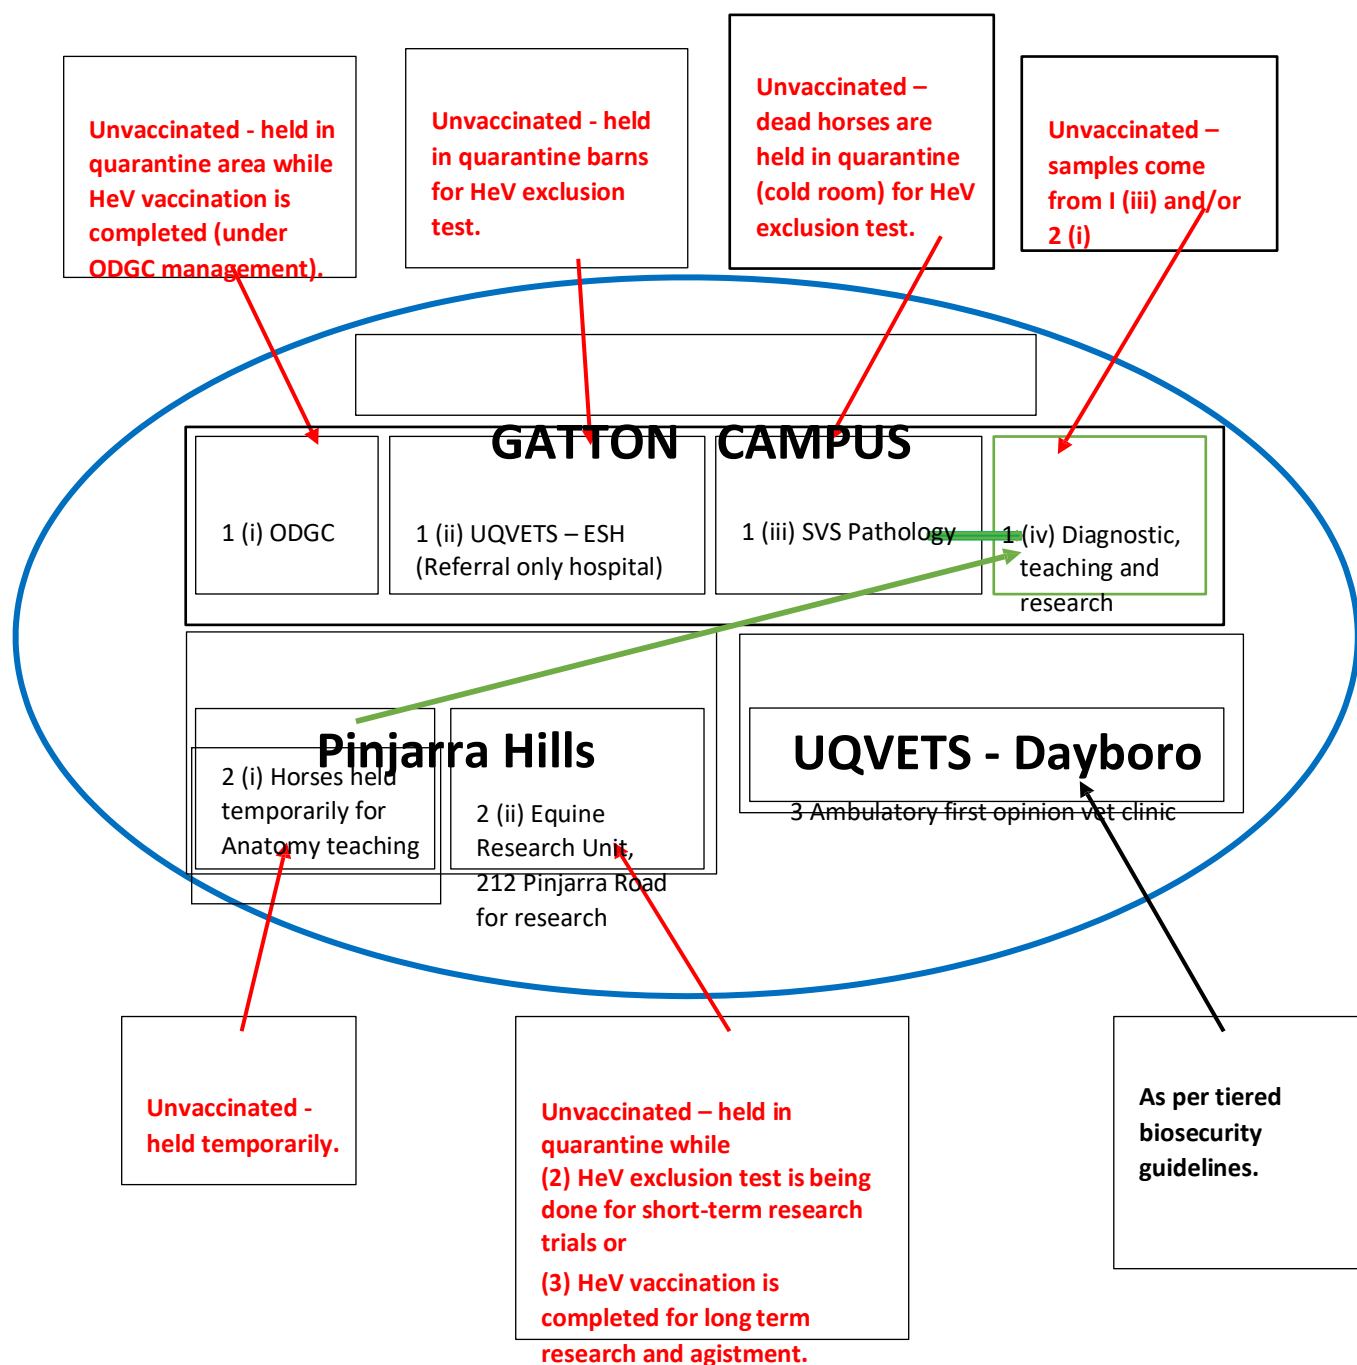 Unvaccinated - held in
quarantine area while
HeV vaccination is
completed (under
ODGC management).
Unvaccinated - held
in quarantine barns
for HeV exclusion
test.
Unvaccinated –
dead horses are
held in quarantine
(cold room) for HeV
exclusion test.
Unvaccinated –
samples come
from I (iii) and/or
2 (i)
GATTON CAMPUS
1 (i) ODGC
1 (ii) UQVETS – ESH
(Referral only hospital)
1 (iii) SVS Pathology
1 (iv) Diagnostic,
teaching and
research
Pinjarra Hills
2 (i) Horses held
temporarily for
Anatomy teaching
2 (ii) Equine
Research Unit,
212 Pinjarra Road
for research
UQVETS - Dayboro
3 Ambulatory first opinion vet clinic
Unvaccinated -
held temporarily.
Unvaccinated – held in
quarantine while
(2) HeV exclusion test is being
done for short-term research
trials or
(3) HeV vaccination is
completed for long term
research and agistment.
As per tiered
biosecurity
guidelines.